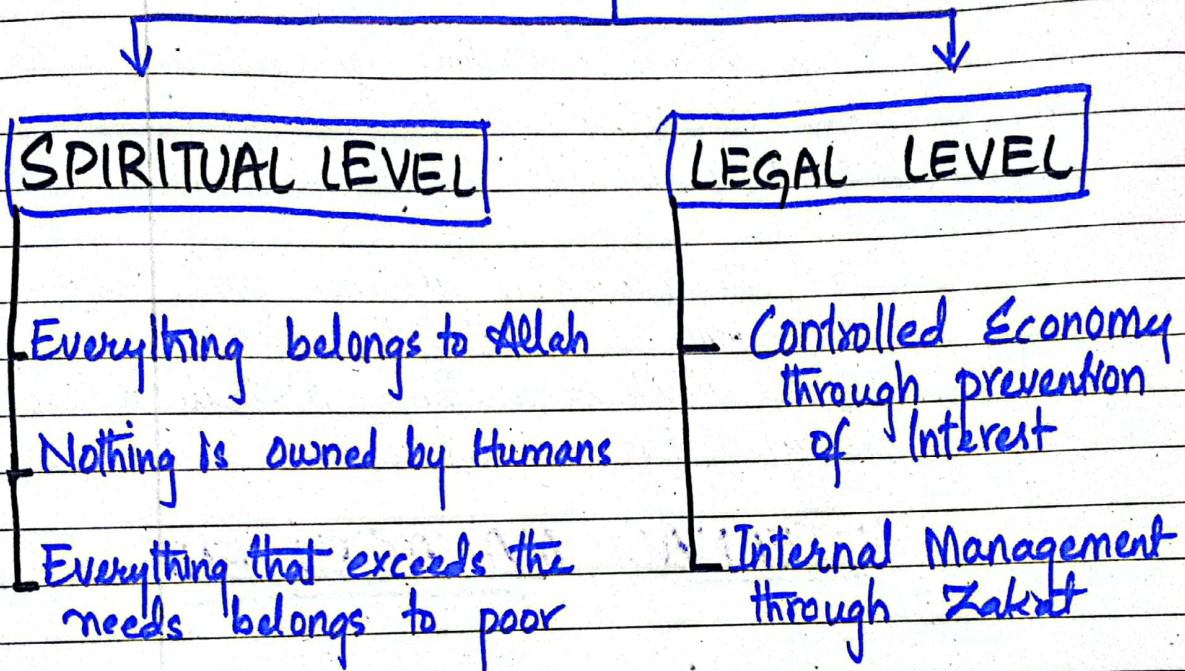 SPIRITUAL LEVEL
Everything belongs to Allah
Nothing is owned by Humans
Everything that exceeds the
needs belongs to poor
LEGAL LEVEL
Controlled Economy
through prevention
of Interest
Internal Management
through Zakat